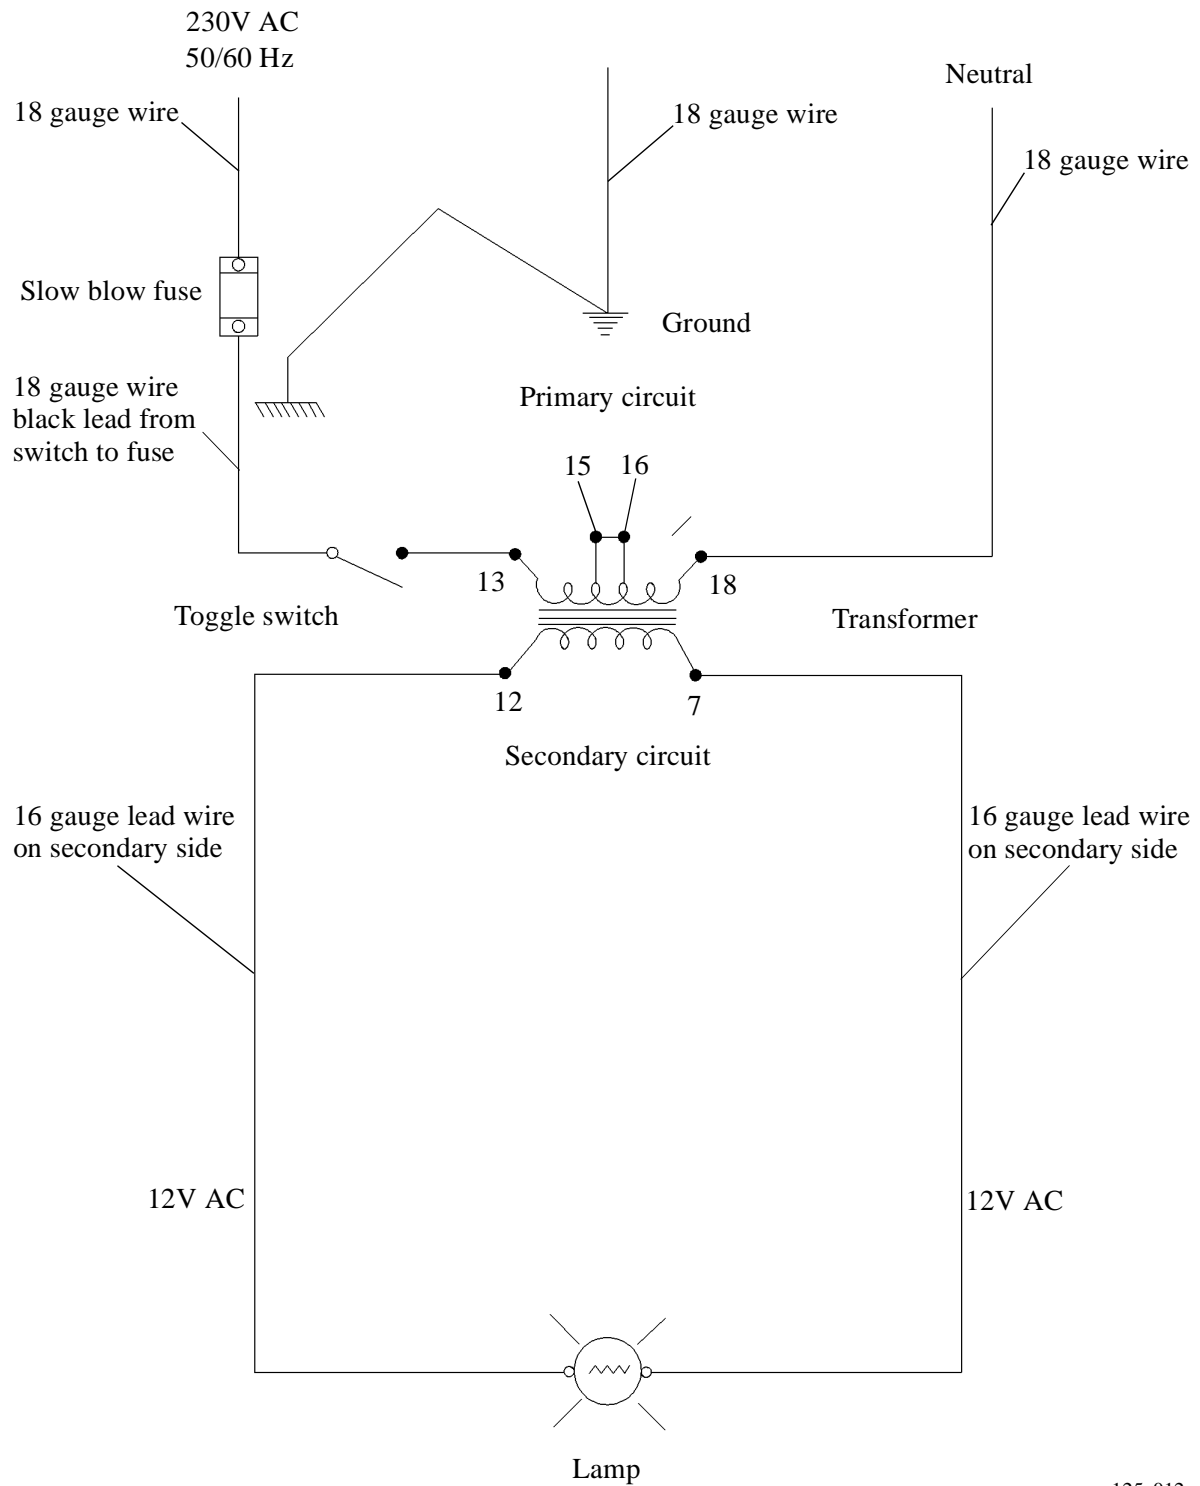 230V AC
50/60 Hz
Neutral
18 gauge wire
18 gauge wire
18 gauge wire
Slow blow fuse
Ground
18 gauge wire
black lead from
switch to fuse
Primary circuit
15
16
13
18
Toggle switch
Transformer
12
7
Secondary circuit
16 gauge lead wire
on secondary side
16 gauge lead wire
on secondary side
12V AC
12V AC
Lamp